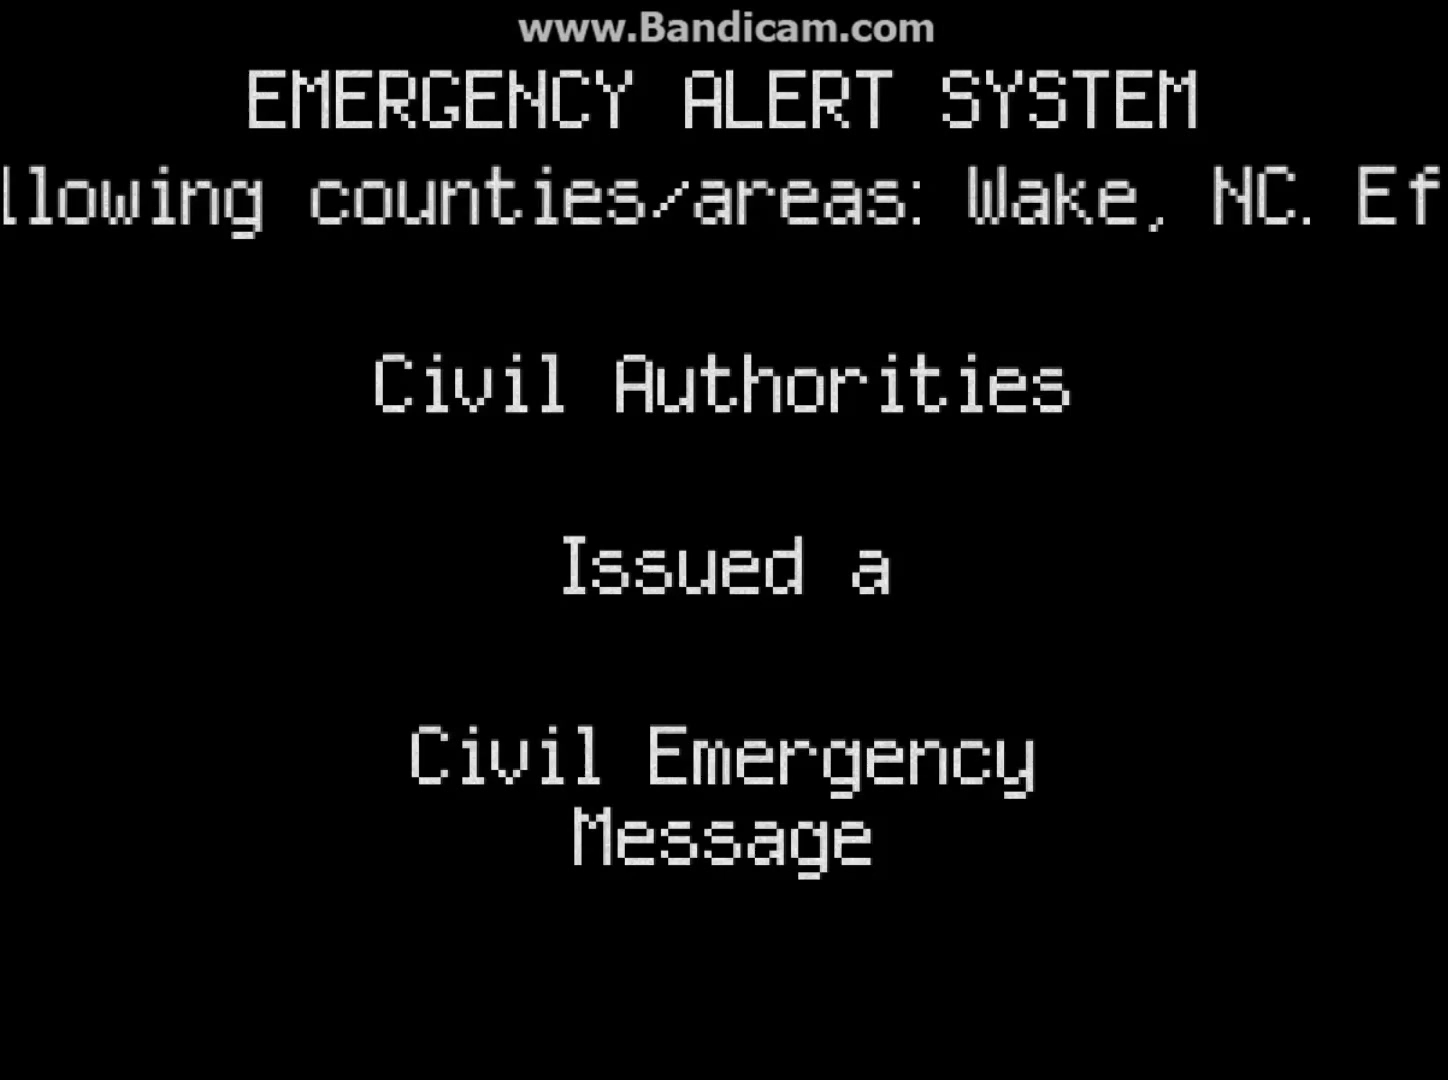 www.Bandicam.com
EMERGENCY ALERT SYSTEM
llowing counties/areas: Wake, NC. Ef
Civil Authorities
Issued a
Civil Emergency
Message